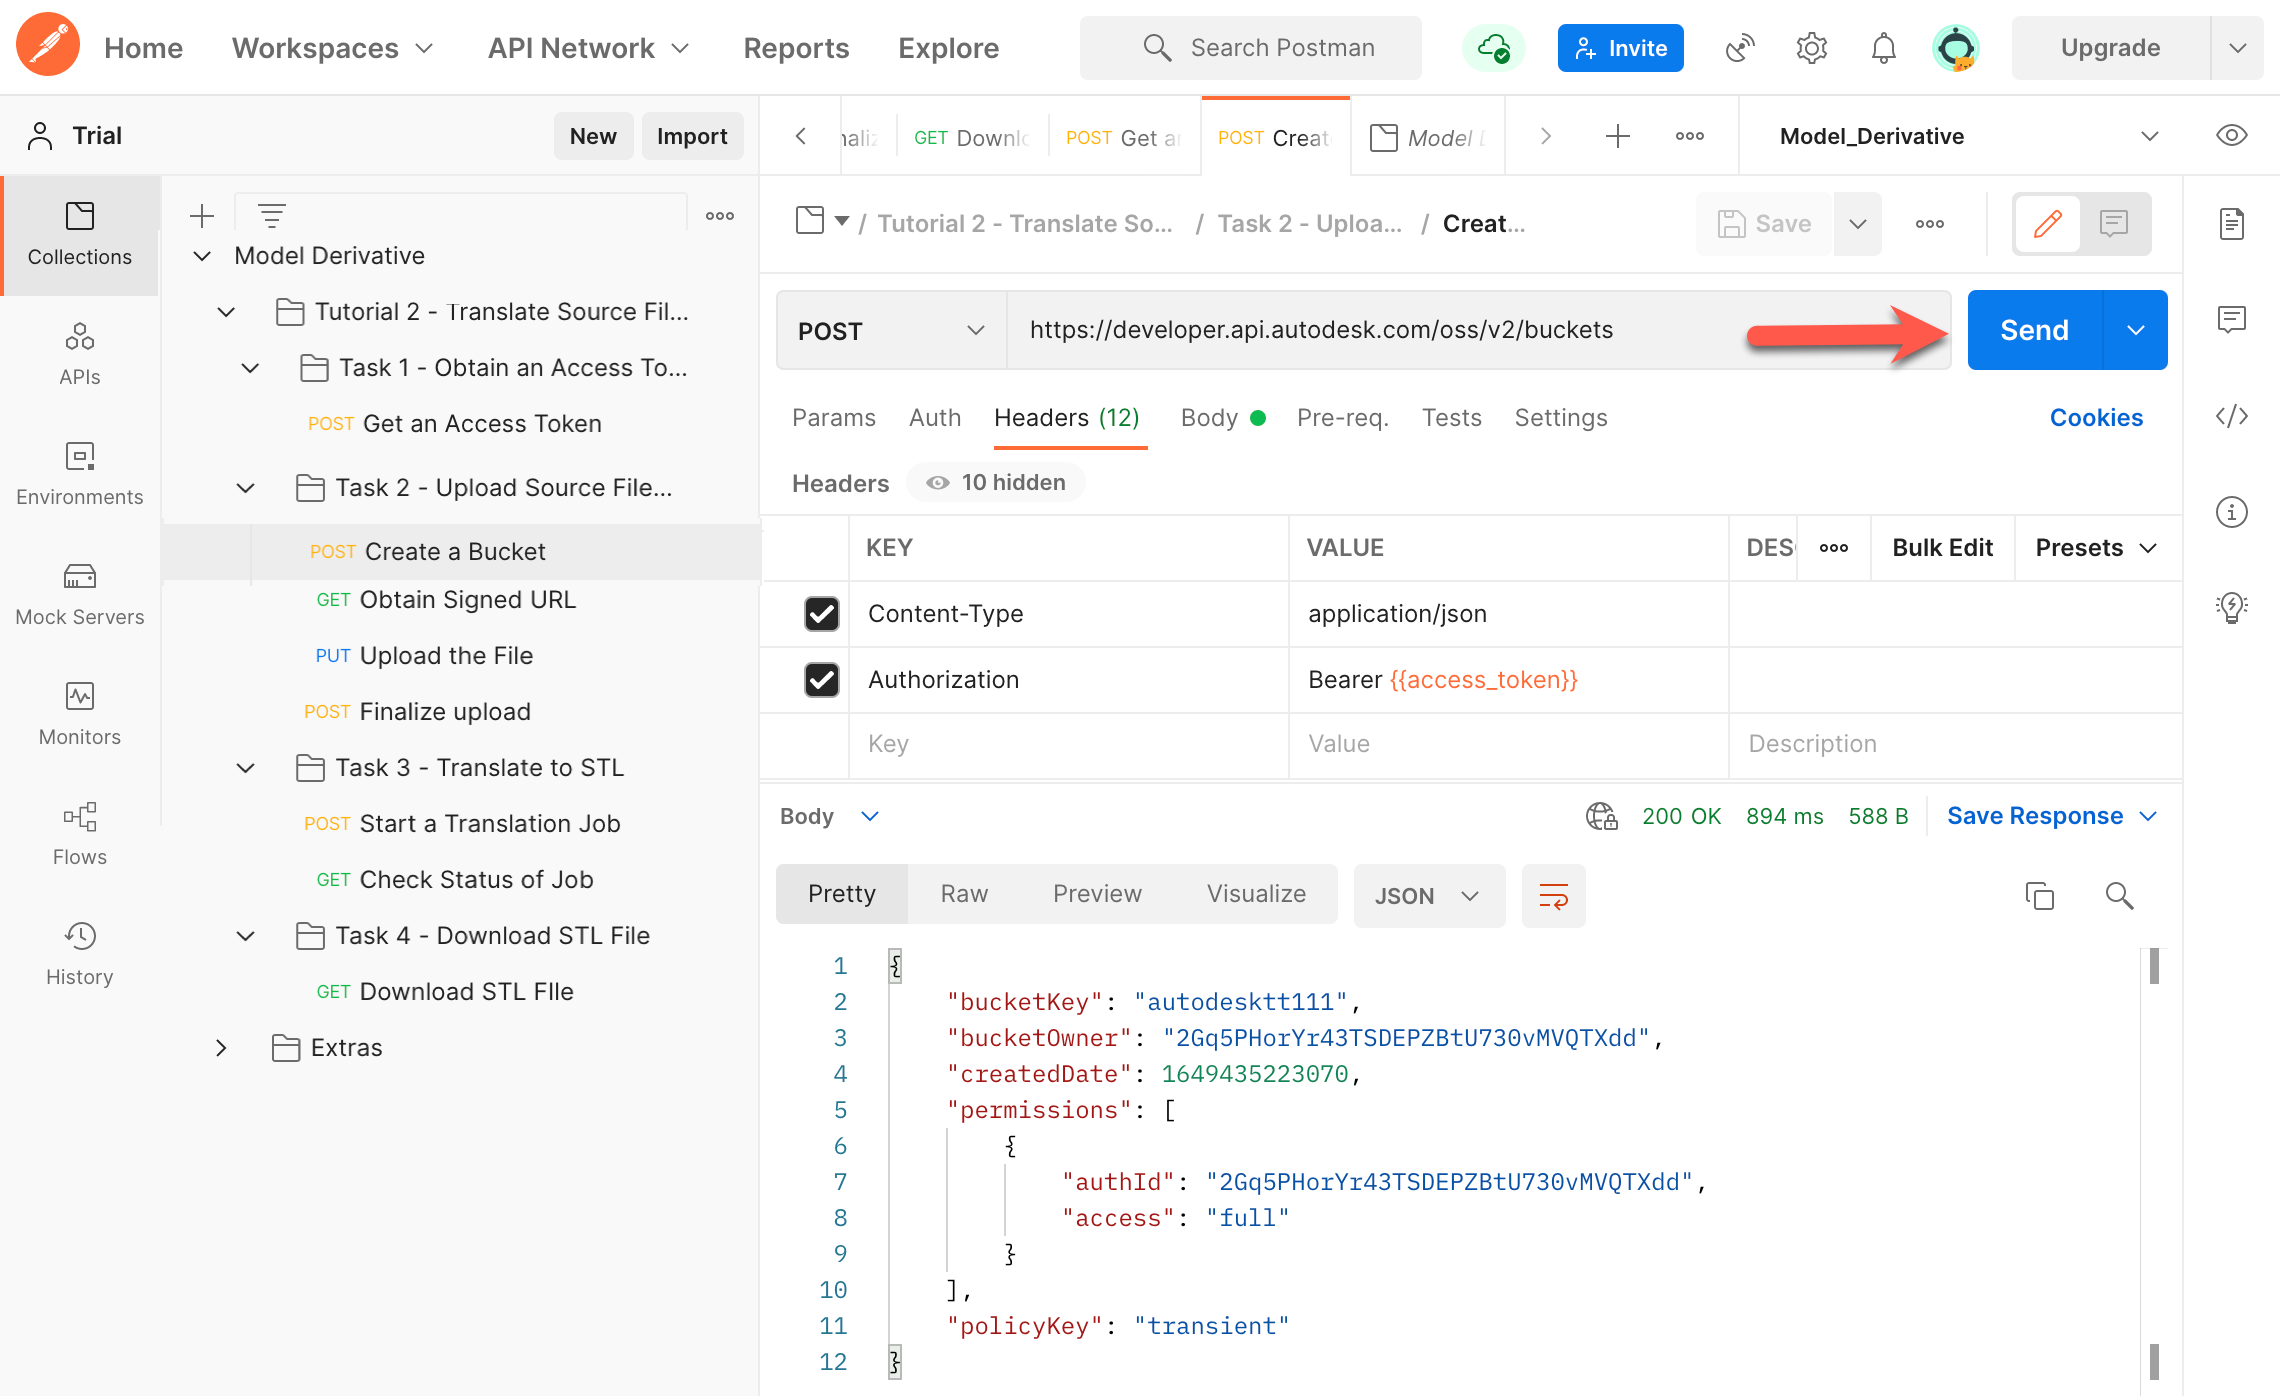 Home Workspaces API Network Reports Explore Search Postman Invite Upgrade
Trial New Import
GET Downl POST Get a POST Creat Model Model_Derivative
Collections
APIs
Environments
Mock Servers
Monitors
Flows
History
Model Derivative
Tutorial 2 - Translate Source Fil...
Task 1 - Obtain an Access To...
POST Get an Access Token
Task 2 - Upload Source File...
POST Create a Bucket
GET Obtain Signed URL
PUT Upload the File
POST Finalize upload
Task 3 - Translate to STL
POST Start a Translation Job
GET Check Status of Job
Task 4 - Download STL File
GET Download STL FIle
Extras
/ Tutorial 2 - Translate So... / Task 2 - Uploa... / Creat... Save
POST https://developer.api.autodesk.com/oss/v2/buckets Send
Params Auth Headers (12) Body Pre-req. Tests Settings Cookies
Headers 10 hidden
KEY VALUE DES Bulk Edit Presets
Content-Type application/json
Authorization Bearer {{access_token}}
Key Value Description
Body 200 OK 894 ms 588 B Save Response
Pretty Raw Preview Visualize JSON
1 {
2 "bucketKey": "autodesktt111",
3 "bucketOwner": "2Gq5PHorYr43TSDEPZBtU730vMVQTXdd",
4 "createdDate": 1649435223070,
5 "permissions": [
6 {
7 "authId": "2Gq5PHorYr43TSDEPZBtU730vMVQTXdd",
8 "access": "full"
9 }
10 ],
11 "policyKey": "transient"
12 }